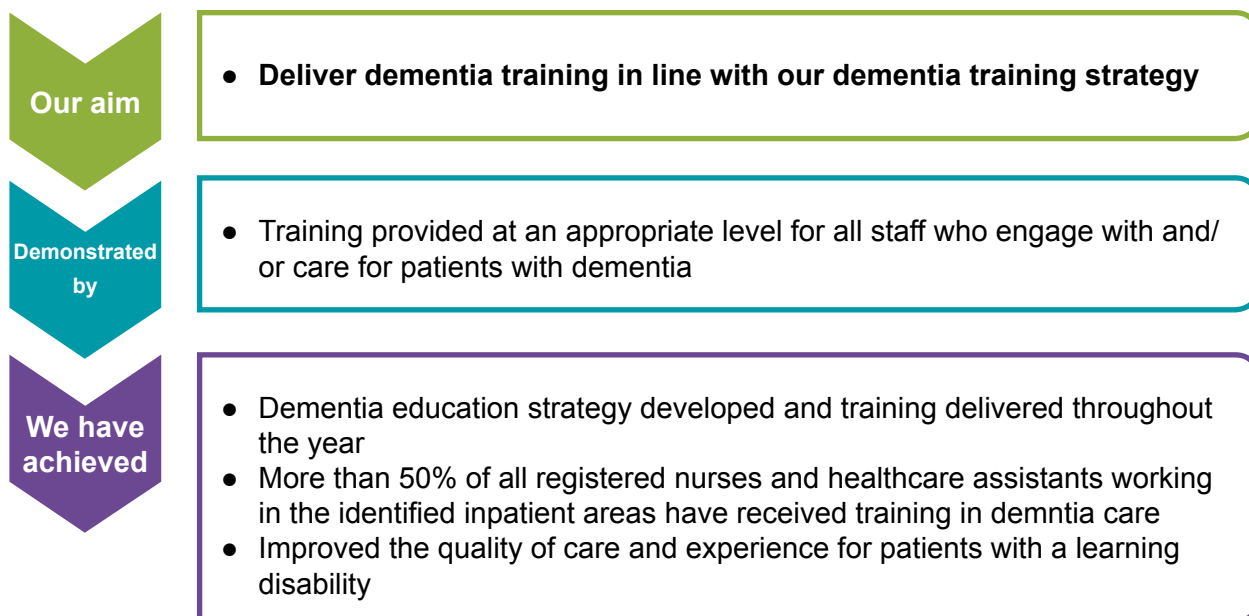 Our aim
● Deliver dementia training in line with our dementia training strategy
Demonstrated
by
● Training provided at an appropriate level for all staff who engage with and/
or care for patients with dementia
We have
achieved
● Dementia education strategy developed and training delivered throughout
the year
● More than 50% of all registered nurses and healthcare assistants working
in the identified inpatient areas have received training in demntia care
● Improved the quality of care and experience for patients with a learning
disability